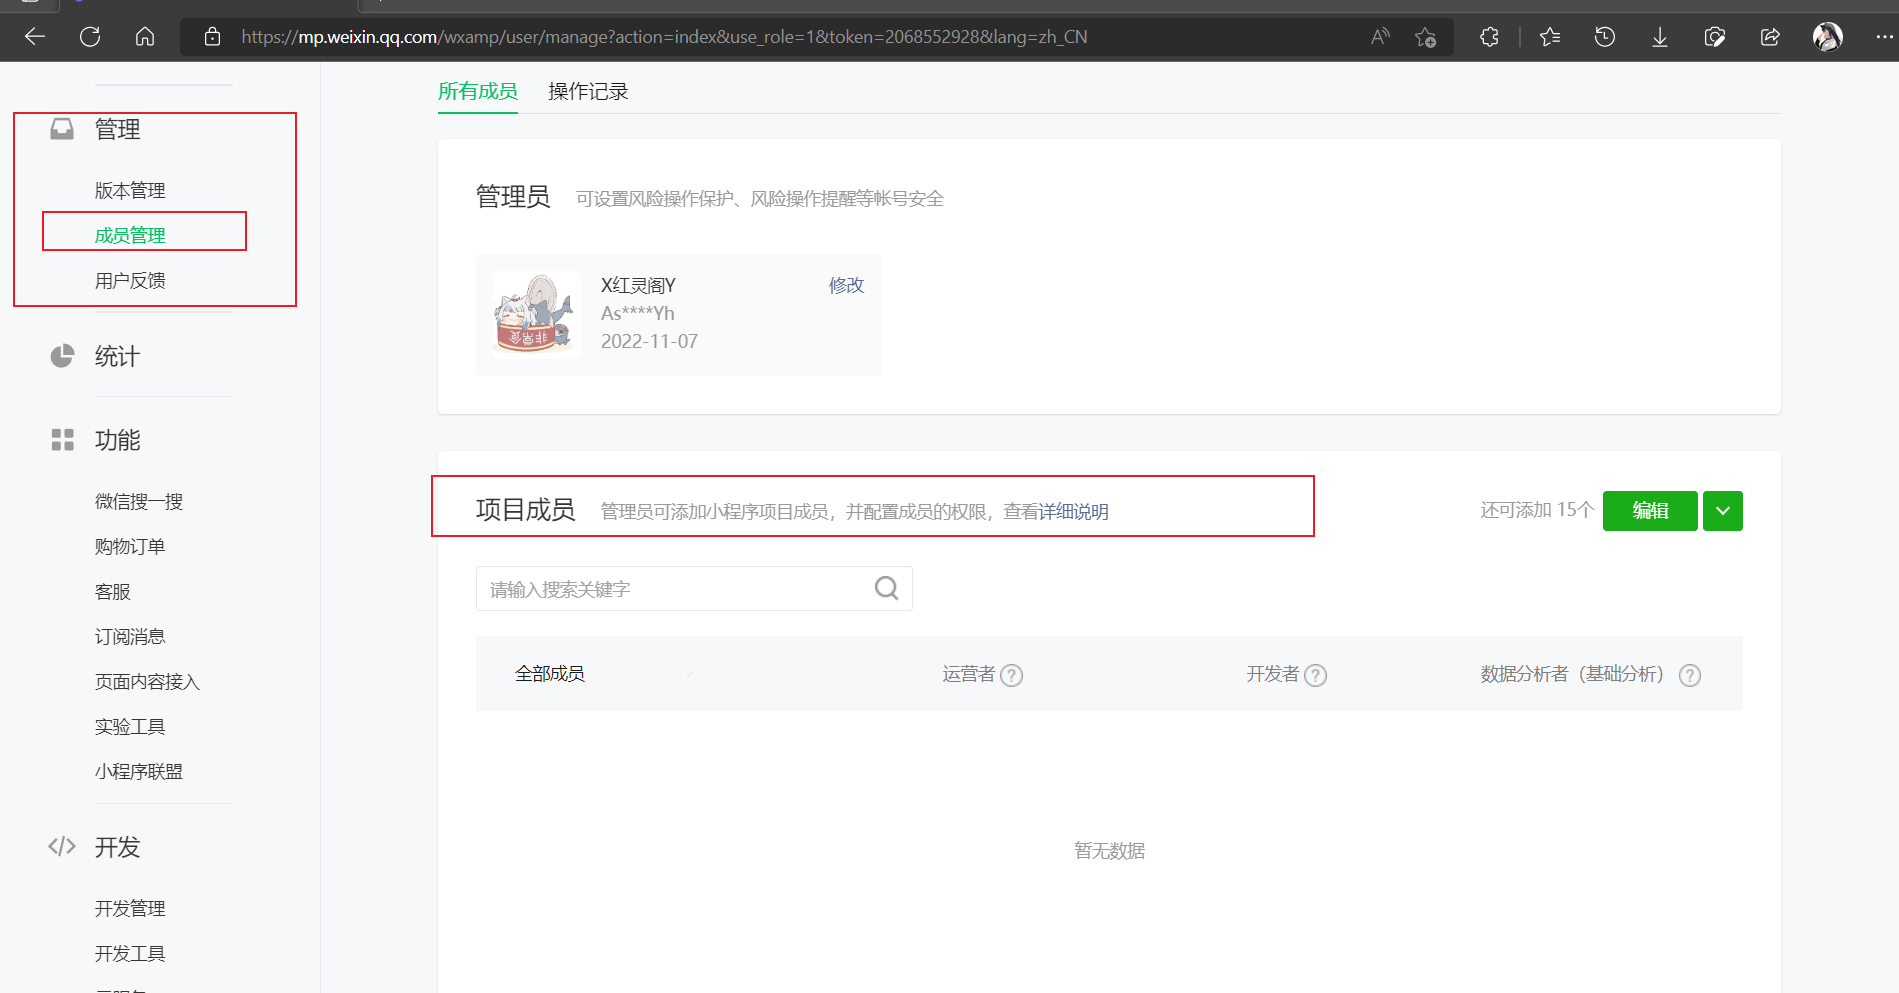 https://mp.weixin.qq.com/wxamp/user/manage?action=index&use_role=1&token=2068552928&lang=zh_CN
管理
版本管理
成员管理
用户反馈
统计
功能
微信搜一搜
购物订单
客服
订阅消息
页面内容接入
实验工具
小程序联盟
开发
开发管理
开发工具
所有成员 操作记录
管理员 可设置风险操作保护、风险操作提醒等帐号安全
X红灵阁Y 修改
As****Yh
2022-11-07
非常食
项目成员 管理员可添加小程序项目成员，并配置成员的权限，查看详细说明
还可添加 15个 编辑
请输入搜索关键字
全部成员 运营者 ? 开发者 ? 数据分析者（基础分析） ?
暂无数据